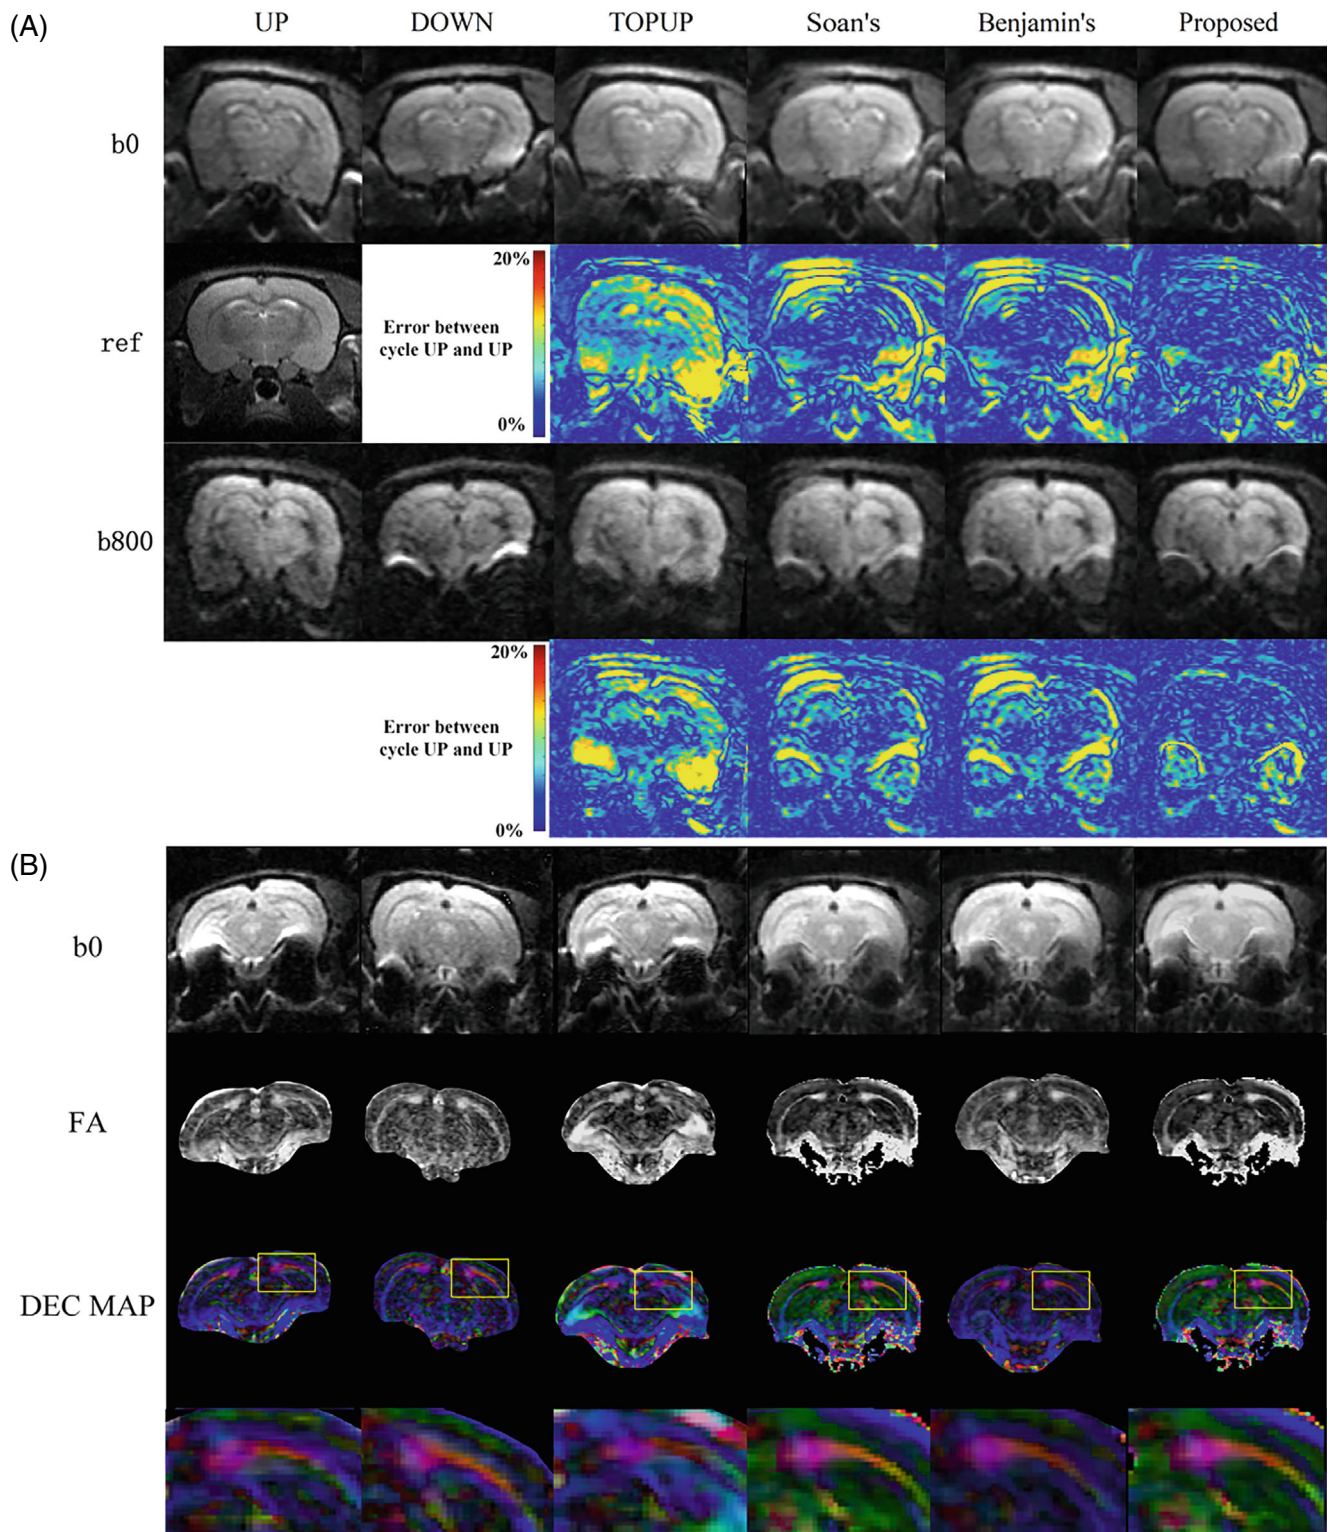 (A)
UP DOWN TOPUP Soan's Benjamin's Proposed
b0
ref
20%
Error between
cycle UP and UP
0%
b800
20%
Error between
cycle UP and UP
0%
(B)
b0
FA
DEC MAP